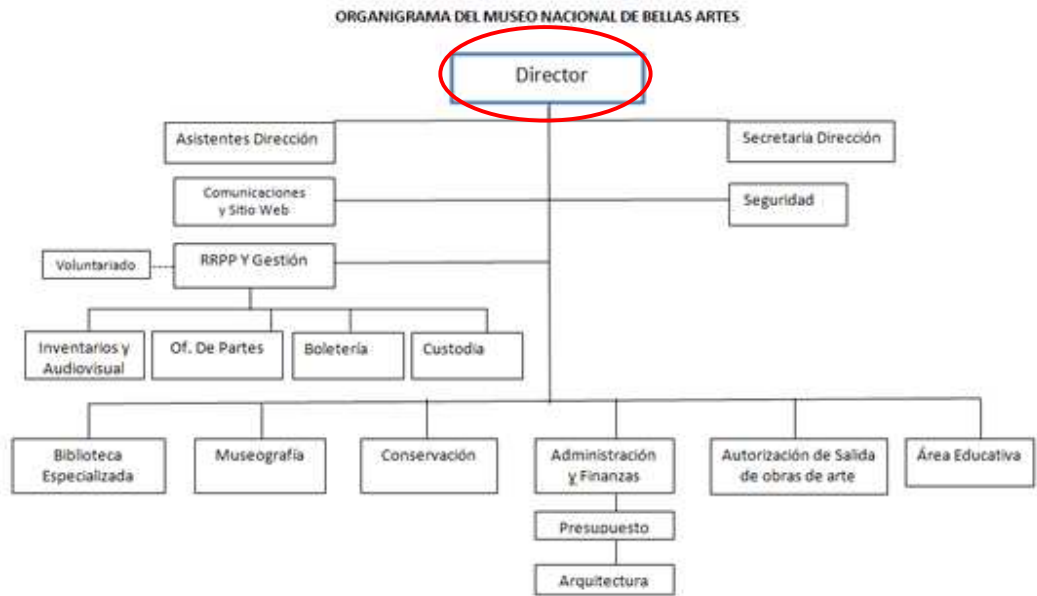 ORGANIGRAMA DEL MUSEO NACIONAL DE BELLAS ARTES
Director
Asistentes Dirección
Secretaria Dirección
Comunicaciones
y Sitio Web
Seguridad
Voluntariado
RRPP Y Gestión
Inventarios y
Audiovisual
Of. De Partes
Boletería
Custodia
Biblioteca
Especializada
Museografía
Conservación
Administración
y Finanzas
Autorización de Salida
de obras de arte
Área Educativa
Presupuesto
Arquitectura